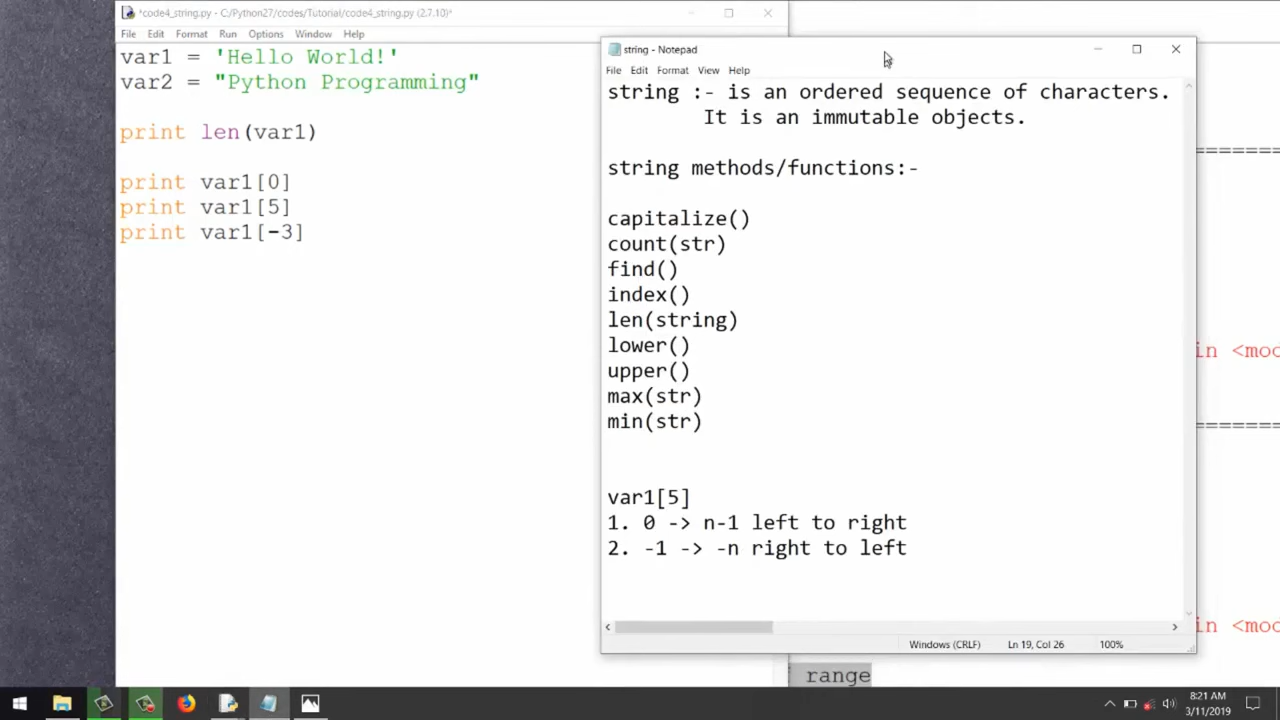 *code4_string.py - C:/Python27/codes/Tutorial/code4_string.py (2.7.10)*
File Edit Format Run Options Window Help
var1 = 'Hello World!'
var2 = "Python Programming"
print len(var1)
print var1[0]
print var1[5]
print var1[-3]
string - Notepad
File Edit Format View Help
string :- is an ordered sequence of characters.
It is an immutable objects.
string methods/functions:-
capitalize()
count(str)
find()
index()
len(string)
lower()
upper()
max(str)
min(str)
var1[5]
1. 0 -> n-1 left to right
2. -1 -> -n right to left
Windows (CRLF) Ln 19, Col 26 100%
in <mod
in <mod
range
8:21 AM
3/11/2019